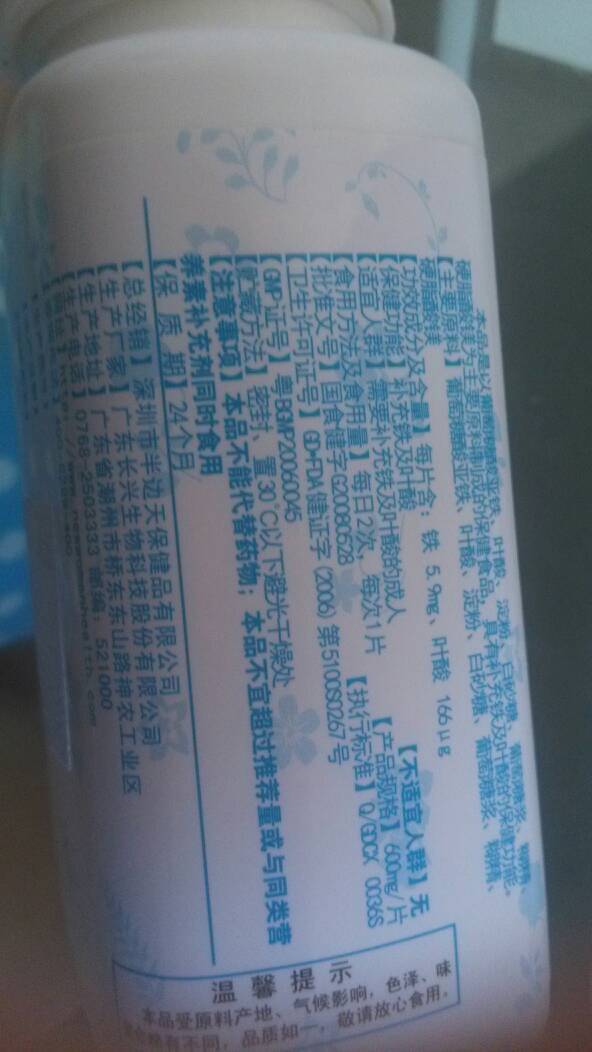 本品是以葡萄糖酸亚铁、叶酸、淀粉、白砂糖、葡萄糖浆、糊精、
硬脂酸镁为主要原料制成的保健食品，具有补充铁及叶酸的保健功能。
【主要原料】葡萄糖酸亚铁、叶酸、淀粉、白砂糖、葡萄糖浆、糊精、
硬脂酸镁
【功效成分及含量】每片含：铁 5.9mg、叶酸 166μg
【保健功能】补充铁及叶酸 【不适宜人群】无
【适宜人群】需要补充铁及叶酸的成人 【产品规格】600mg/片
【食用方法及食用量】每日2次，每次1片 【执行标准】Q/GDCX 0036S
【批准文号】国食健字G20080628
【卫生许可证号】GD·FDA健证字(2006)第5100S0267号
【GMP证号】粤BGMP20060045
【贮藏方法】密封、置30℃以下避光干燥处
【注意事项】本品不能代替药物；本品不宜超过推荐量或与同类营
养素补充剂同时食用
【保 质 期】24个月
【总经销】深圳市半边天保健品有限公司
【生产厂家】广东长兴生物科技股份有限公司
【生产地址】广东省潮州市桥东东山路神农工业区
【生产电话】0768-2503333 邮编：521000
温馨提示
本品受原料产地、气候影响，色泽、味
有不同，品质如一，敬请放心食用。